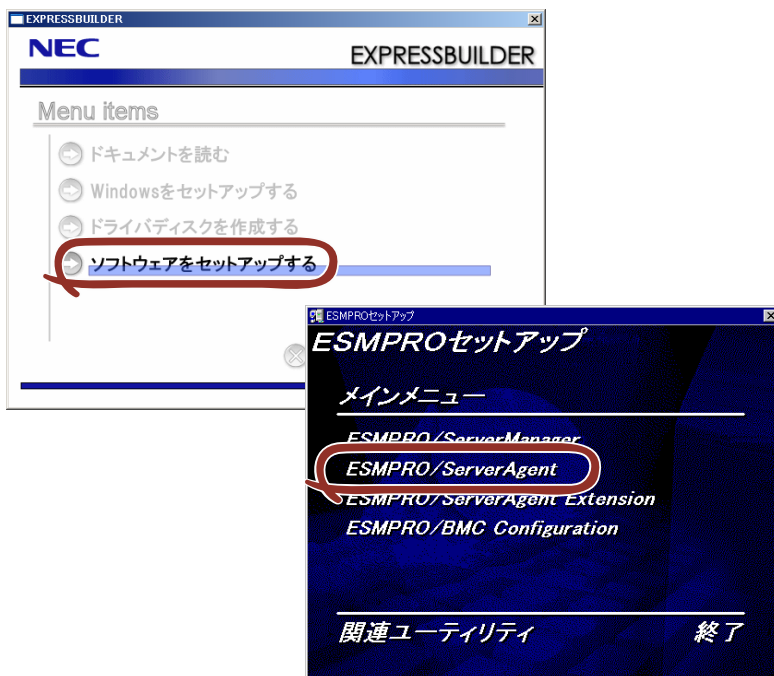 EXPRESSBUILDER
NEC
EXPRESSBUILDER
Menu items
ドキュメントを読む
Windowsをセットアップする
ドライバディスクを作成する
ソフトウェアをセットアップする
ESMPROセットアップ
ESMPROセットアップ
メインメニュー
ESMPRO/ServerManager
ESMPRO/ServerAgent
ESMPRO/ServerAgent Extension
ESMPRO/BMC Configuration
関連ユーティリティ
終了